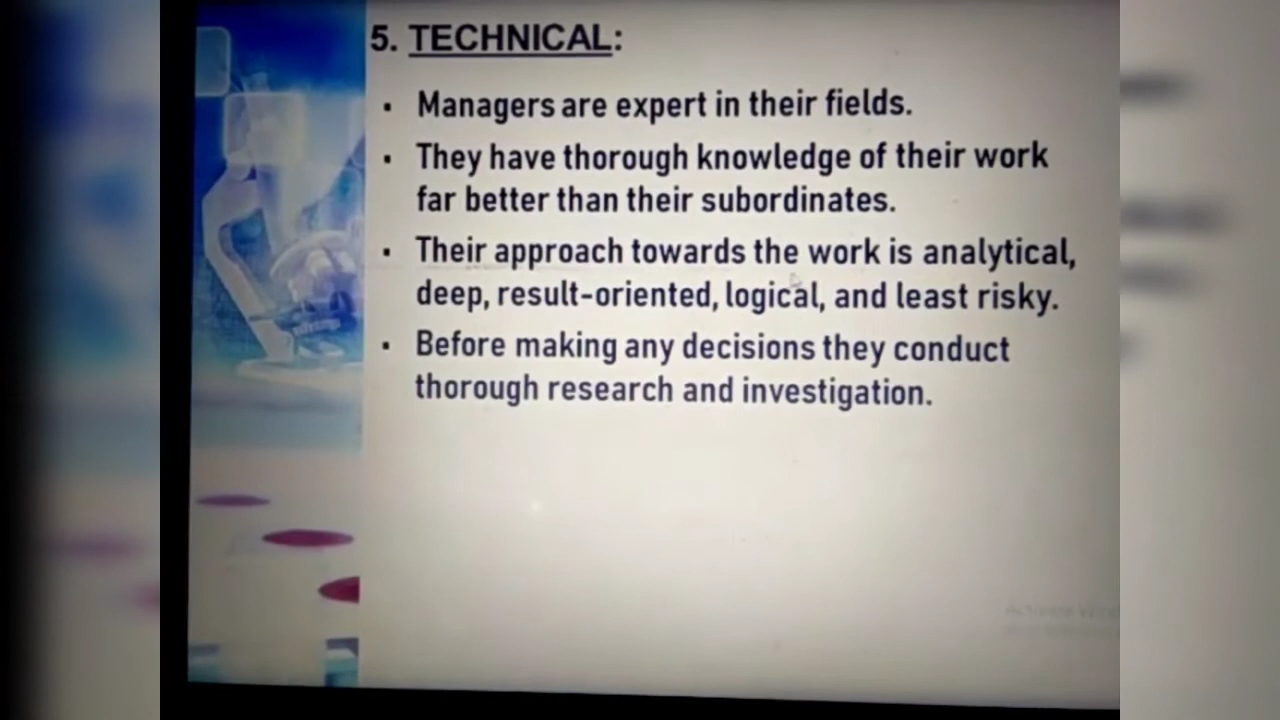 5. TECHNICAL:
▪ Managers are expert in their fields.
▪ They have thorough knowledge of their work
far better than their subordinates.
▪ Their approach towards the work is analytical,
deep, result-oriented, logical, and least risky.
▪ Before making any decisions they conduct
thorough research and investigation.